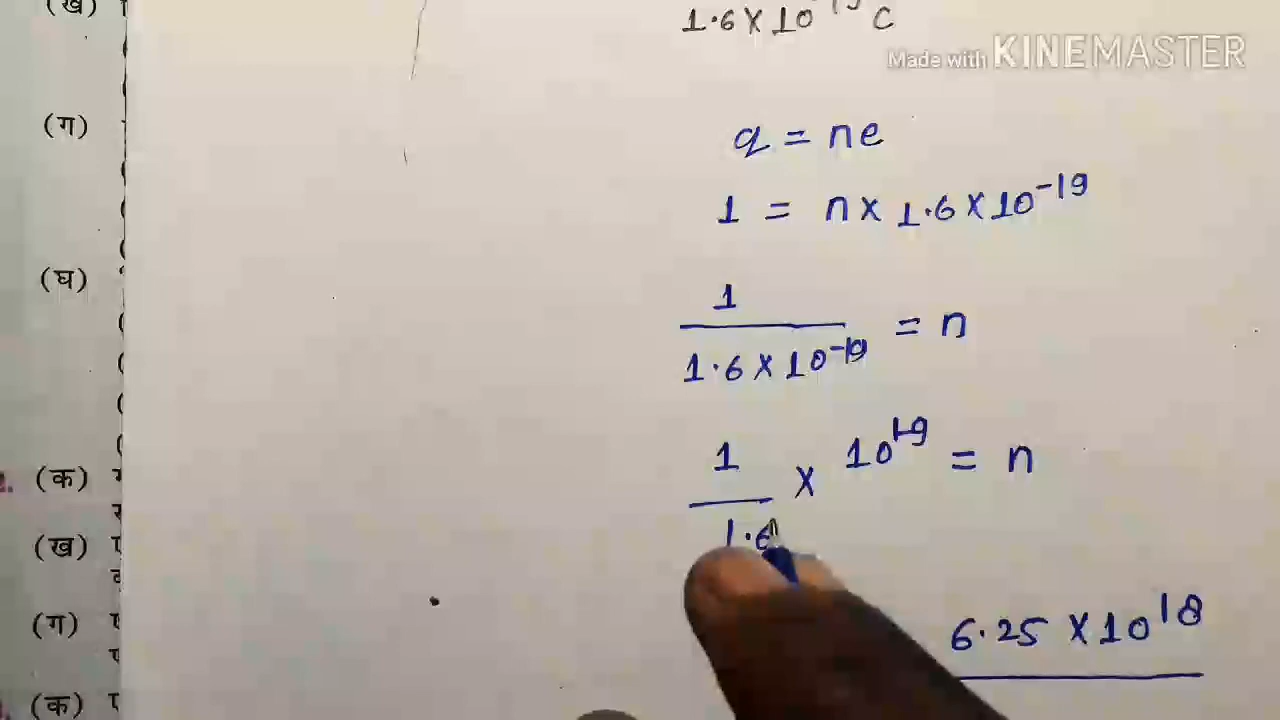 (ख)
1.6 X 10 C
Made with KINEMASTER
(ग)
q = ne
1 = n X 1.6 X 10⁻¹⁹
(घ)
1
———— = n
1.6 X 10⁻¹⁹
1
— X 10¹⁹ = n
1.6
(क)
(ख)
(ग)
6.25 X 10¹⁸
(क)